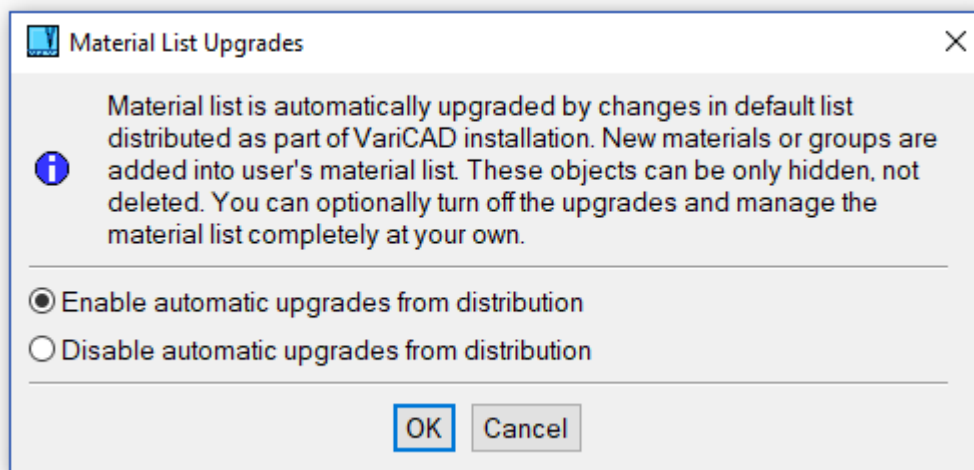 Material List Upgrades
Material list is automatically upgraded by changes in default list
distributed as part of VariCAD installation. New materials or groups are
added into user's material list. These objects can be only hidden, not
deleted. You can optionally turn off the upgrades and manage the
material list completely at your own.
Enable automatic upgrades from distribution
Disable automatic upgrades from distribution
OK Cancel